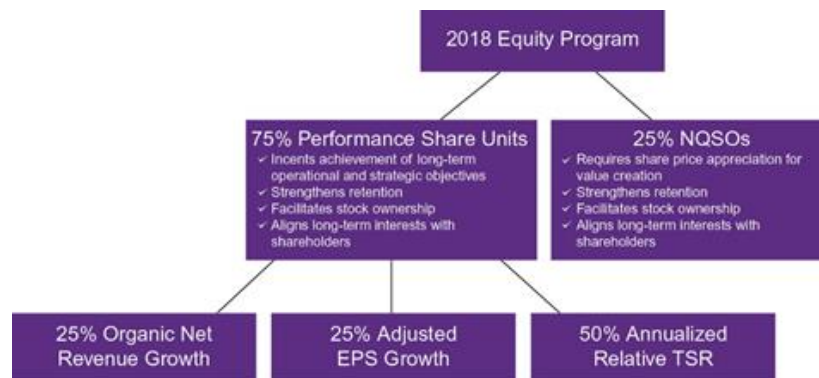 2018 Equity Program
75% Performance Share Units
✓ Incents achievement of long-term
operational and strategic objectives
✓ Strengthens retention
✓ Facilitates stock ownership
✓ Aligns long-term interests with
shareholders
25% NQSOs
✓ Requires share price appreciation for
value creation
✓ Strengthens retention
✓ Facilitates stock ownership
✓ Aligns long-term interests with
shareholders
25% Organic Net
Revenue Growth
25% Adjusted
EPS Growth
50% Annualized
Relative TSR